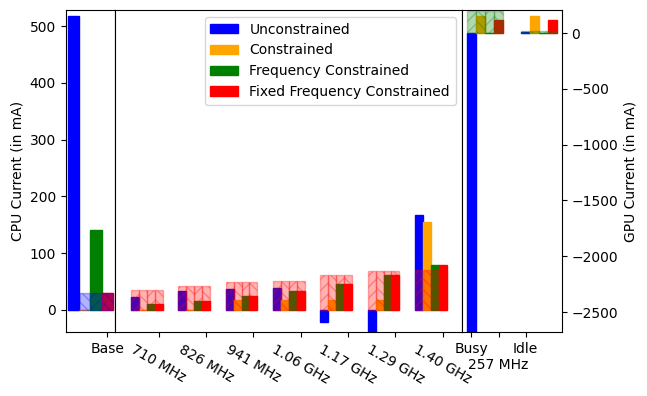 Unconstrained
Constrained
Frequency Constrained
Fixed Frequency Constrained
CPU Current (in mA)
500
400
300
200
100
0
GPU Current (in mA)
0
−500
−1000
−1500
−2000
−2500
Base
710 MHz
826 MHz
941 MHz
1.06 GHz
1.17 GHz
1.29 GHz
1.40 GHz
Busy
Idle
257 MHz